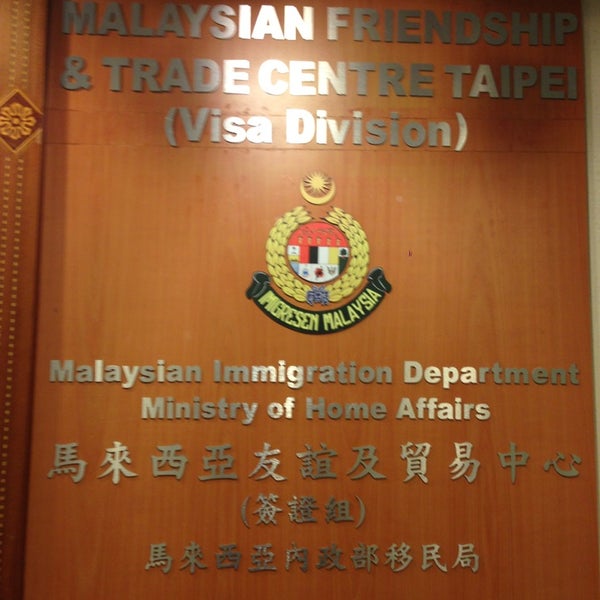 MALAYSIAN FRIENDSHIP
& TRADE CENTRE TAIPEI
(Visa Division)
IMIGRESEN MALAYSIA
Malaysian Immigration Department
Ministry of Home Affairs
馬來西亞友誼及貿易中心
(簽證組)
馬來西亞內政部移民局